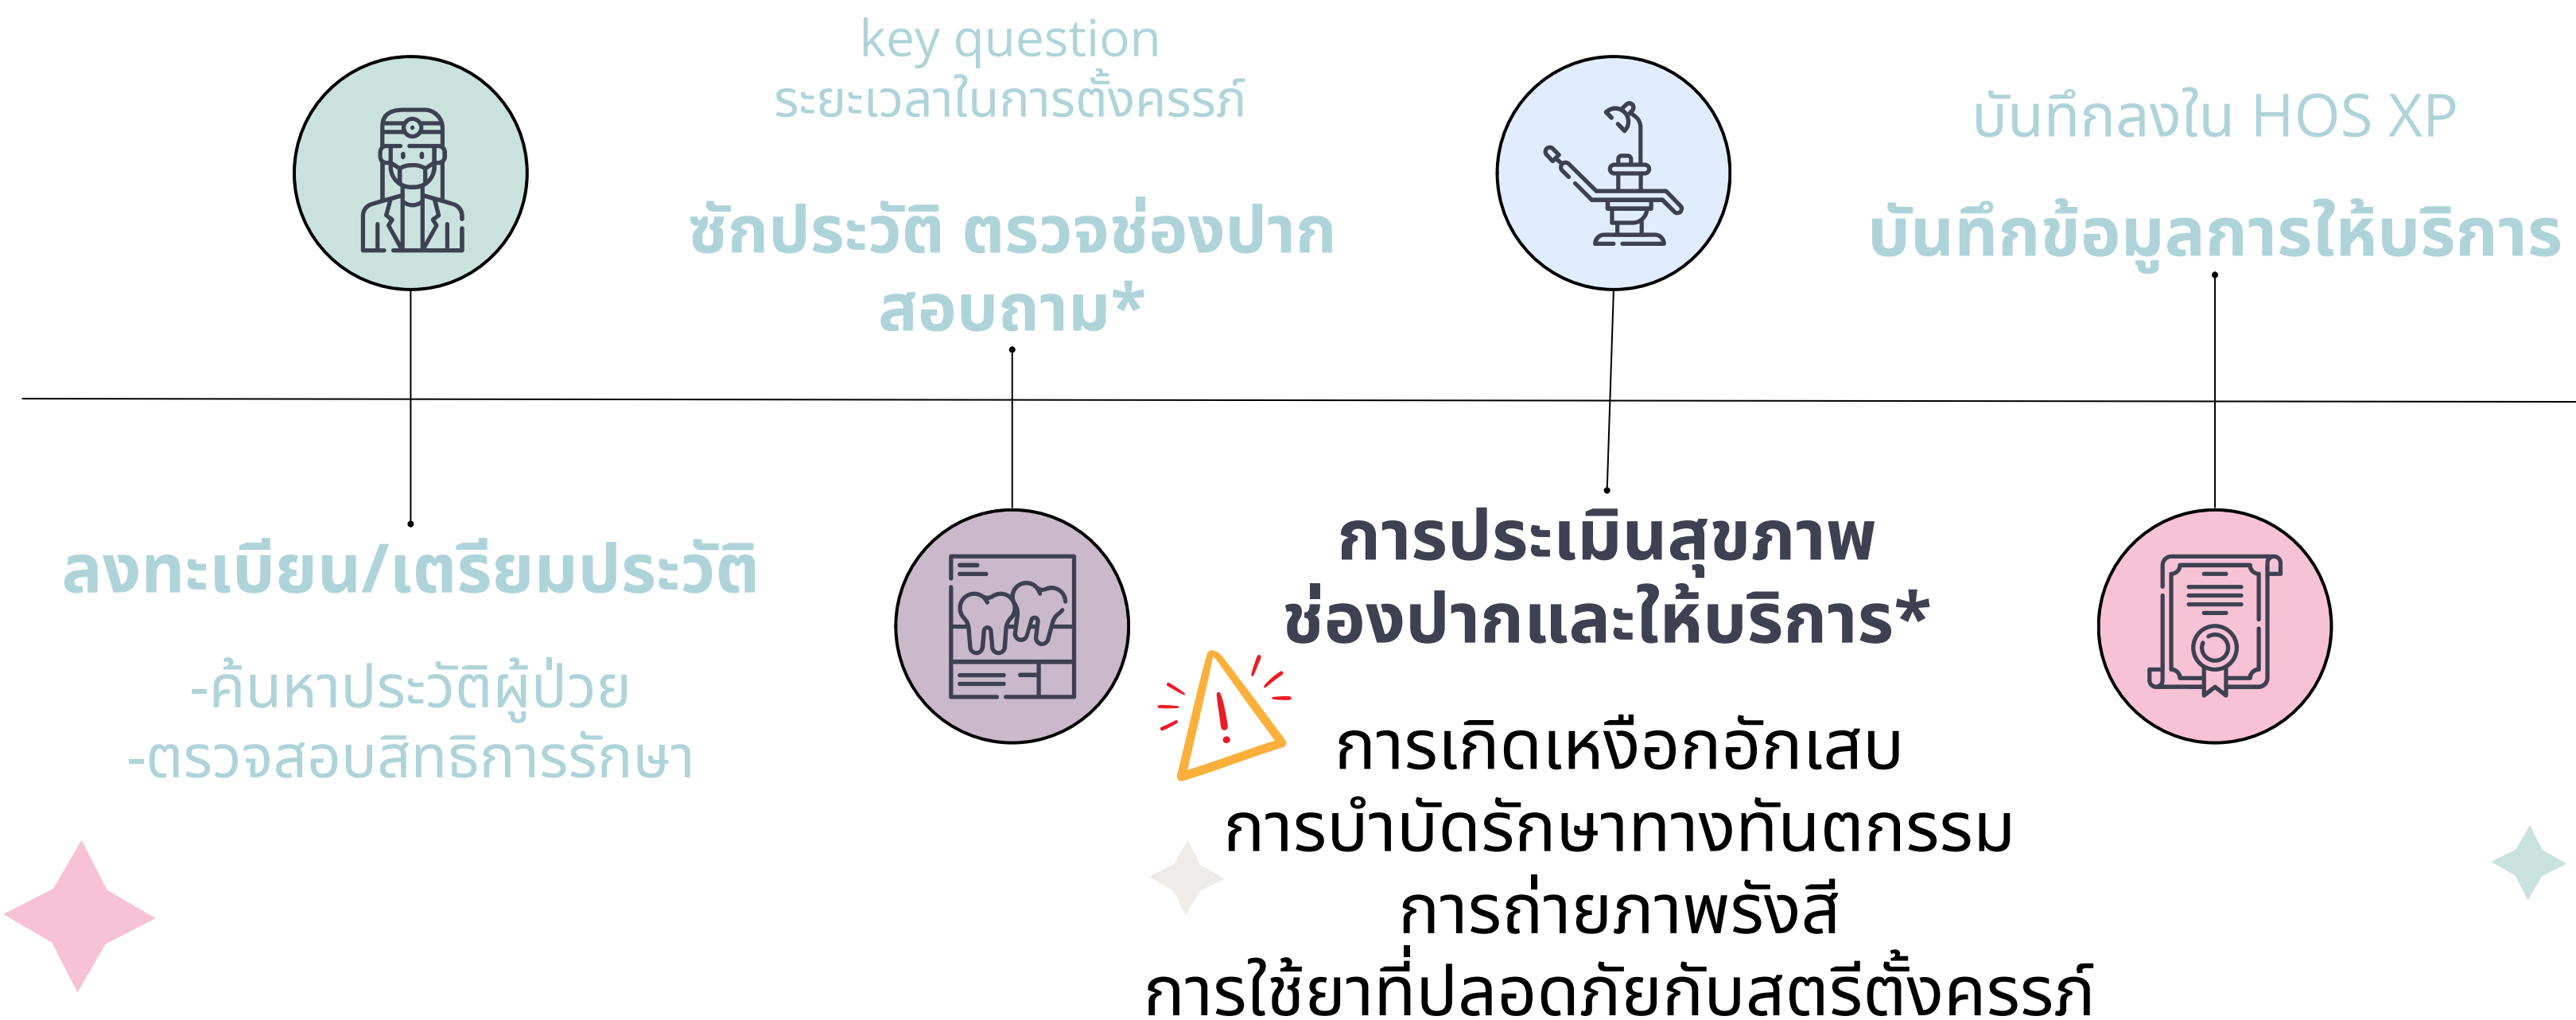 ลงทะเบียน/เตรียมประวัติ
-ค้นหาประวัติผู้ป่วย
-ตรวจสอบสิทธิการรักษา
key question
ระยะเวลาในการตั้งครรภ์
ซักประวัติ ตรวจช่องปาก
สอบถาม*
การประเมินสุขภาพ
ช่องปากและให้บริการ*
การเกิดเหงือกอักเสบ
การบำบัดรักษาทางทันตกรรม
การถ่ายภาพรังสี
การใช้ยาที่ปลอดภัยกับสตรีตั้งครรภ์
บันทึกลงใน HOS XP
บันทึกข้อมูลการให้บริการ